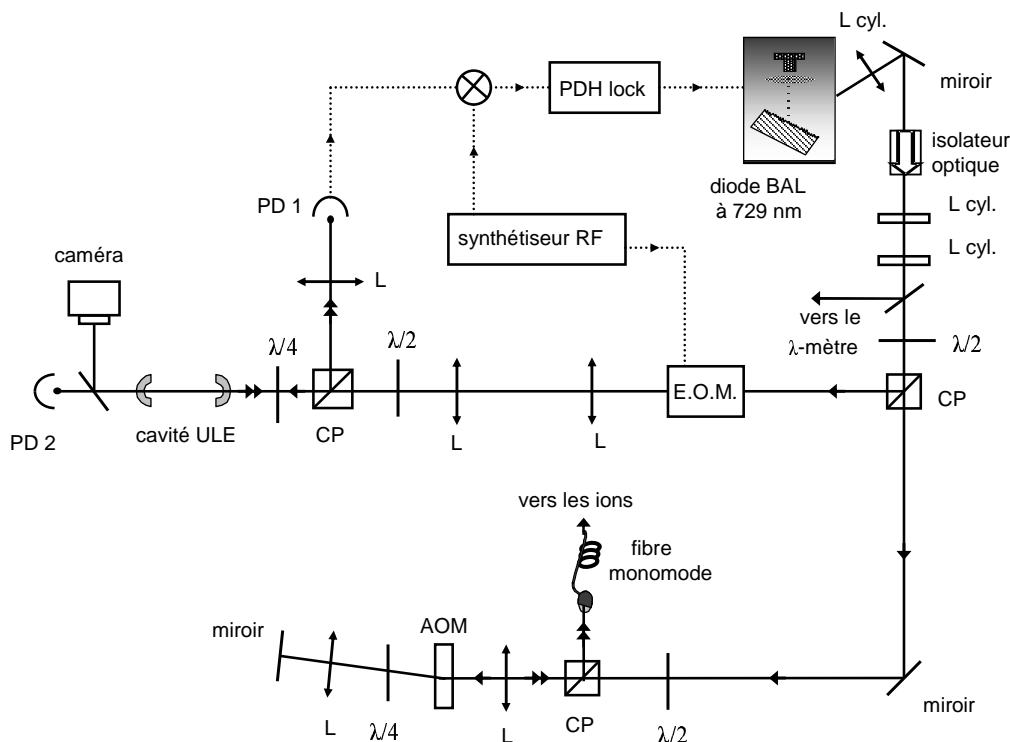 L cyl.
miroir
PDH lock
isolateur
optique
diode BAL
à 729 nm
PD 1
L cyl.
synthétiseur RF
caméra
L cyl.
L
vers le
λ-mètre
λ/4
λ/2
λ/2
E.O.M.
CP
PD 2
cavité ULE
CP
L
L
vers les ions
fibre
monomode
miroir
AOM
L
λ/4
L
CP
λ/2
miroir